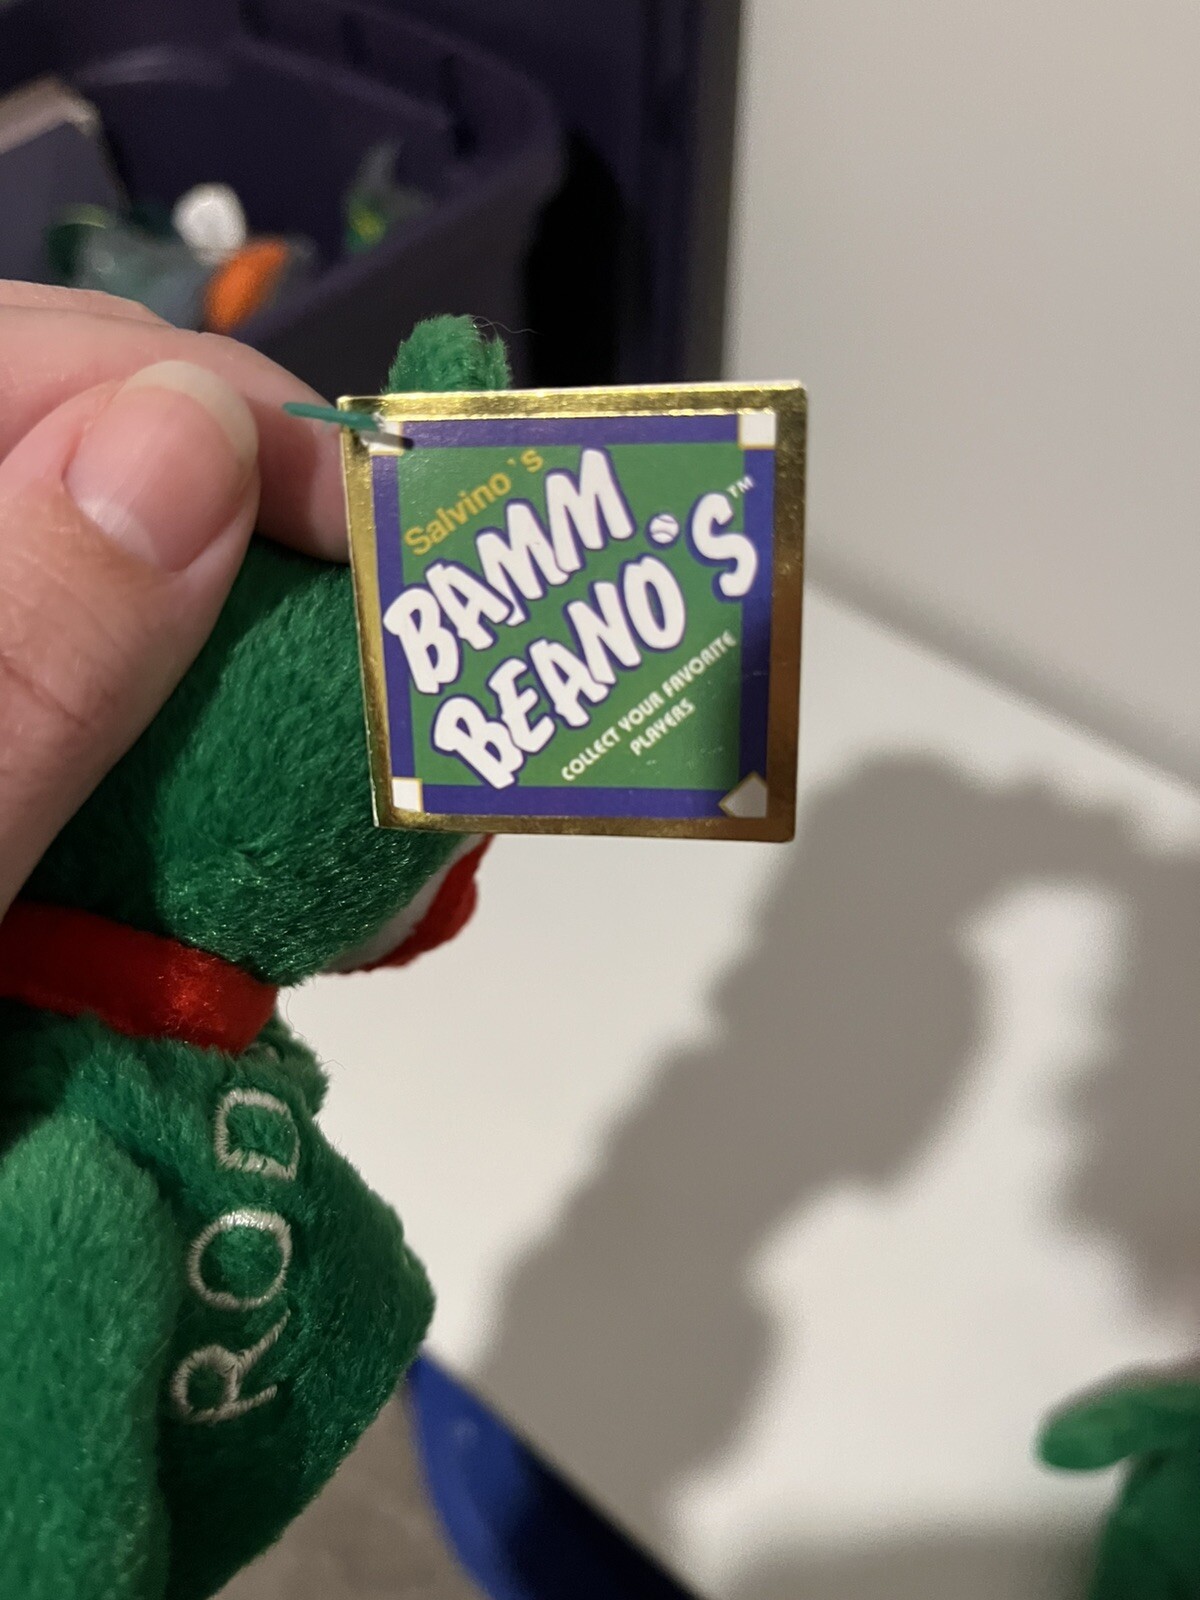 Salvino's
BAMM
BEANO'S™
COLLECT YOUR FAVORITE
PLAYERS
ROD